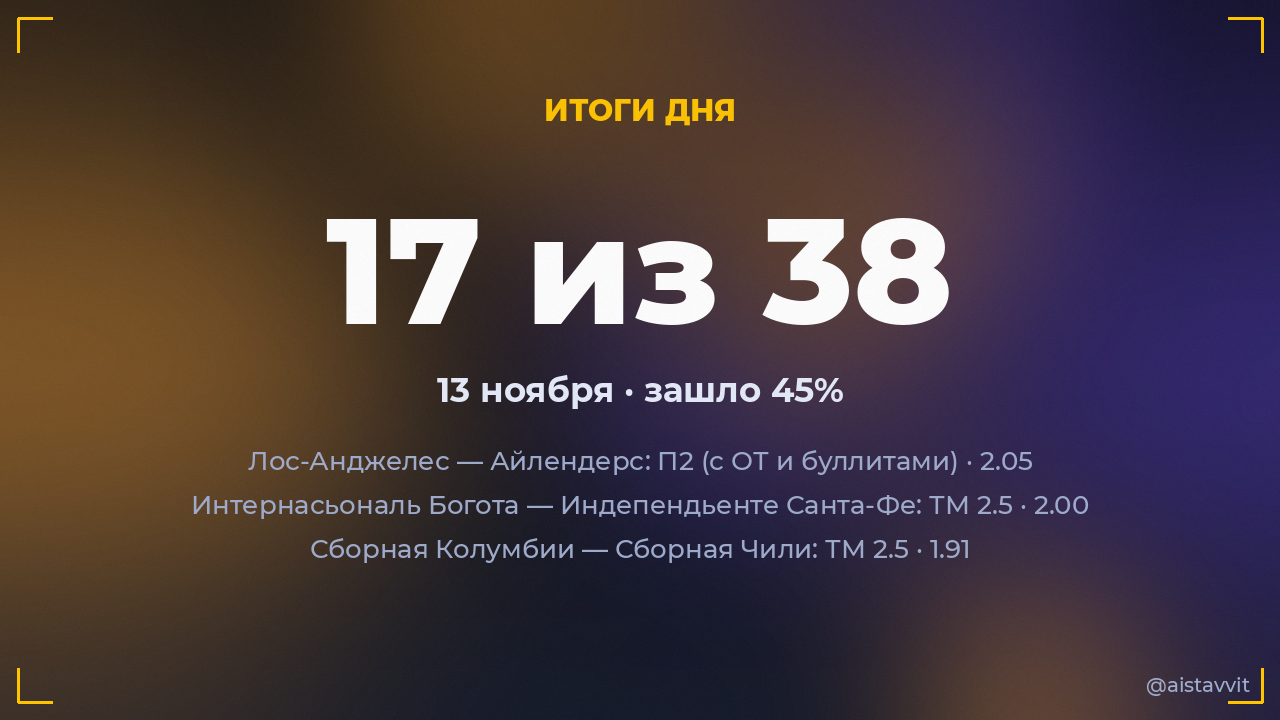 ИТОГИ ДНЯ
17 из 38
13 ноября · зашло 45%
Лос-Анджелес — Айлендерс: П2 (с ОТ и буллитами) · 2.05
Интернасьональ Богота — Индепендьенте Санта-Фе: ТМ 2.5 · 2.00
Сборная Колумбии — Сборная Чили: ТМ 2.5 · 1.91
@aistavvit